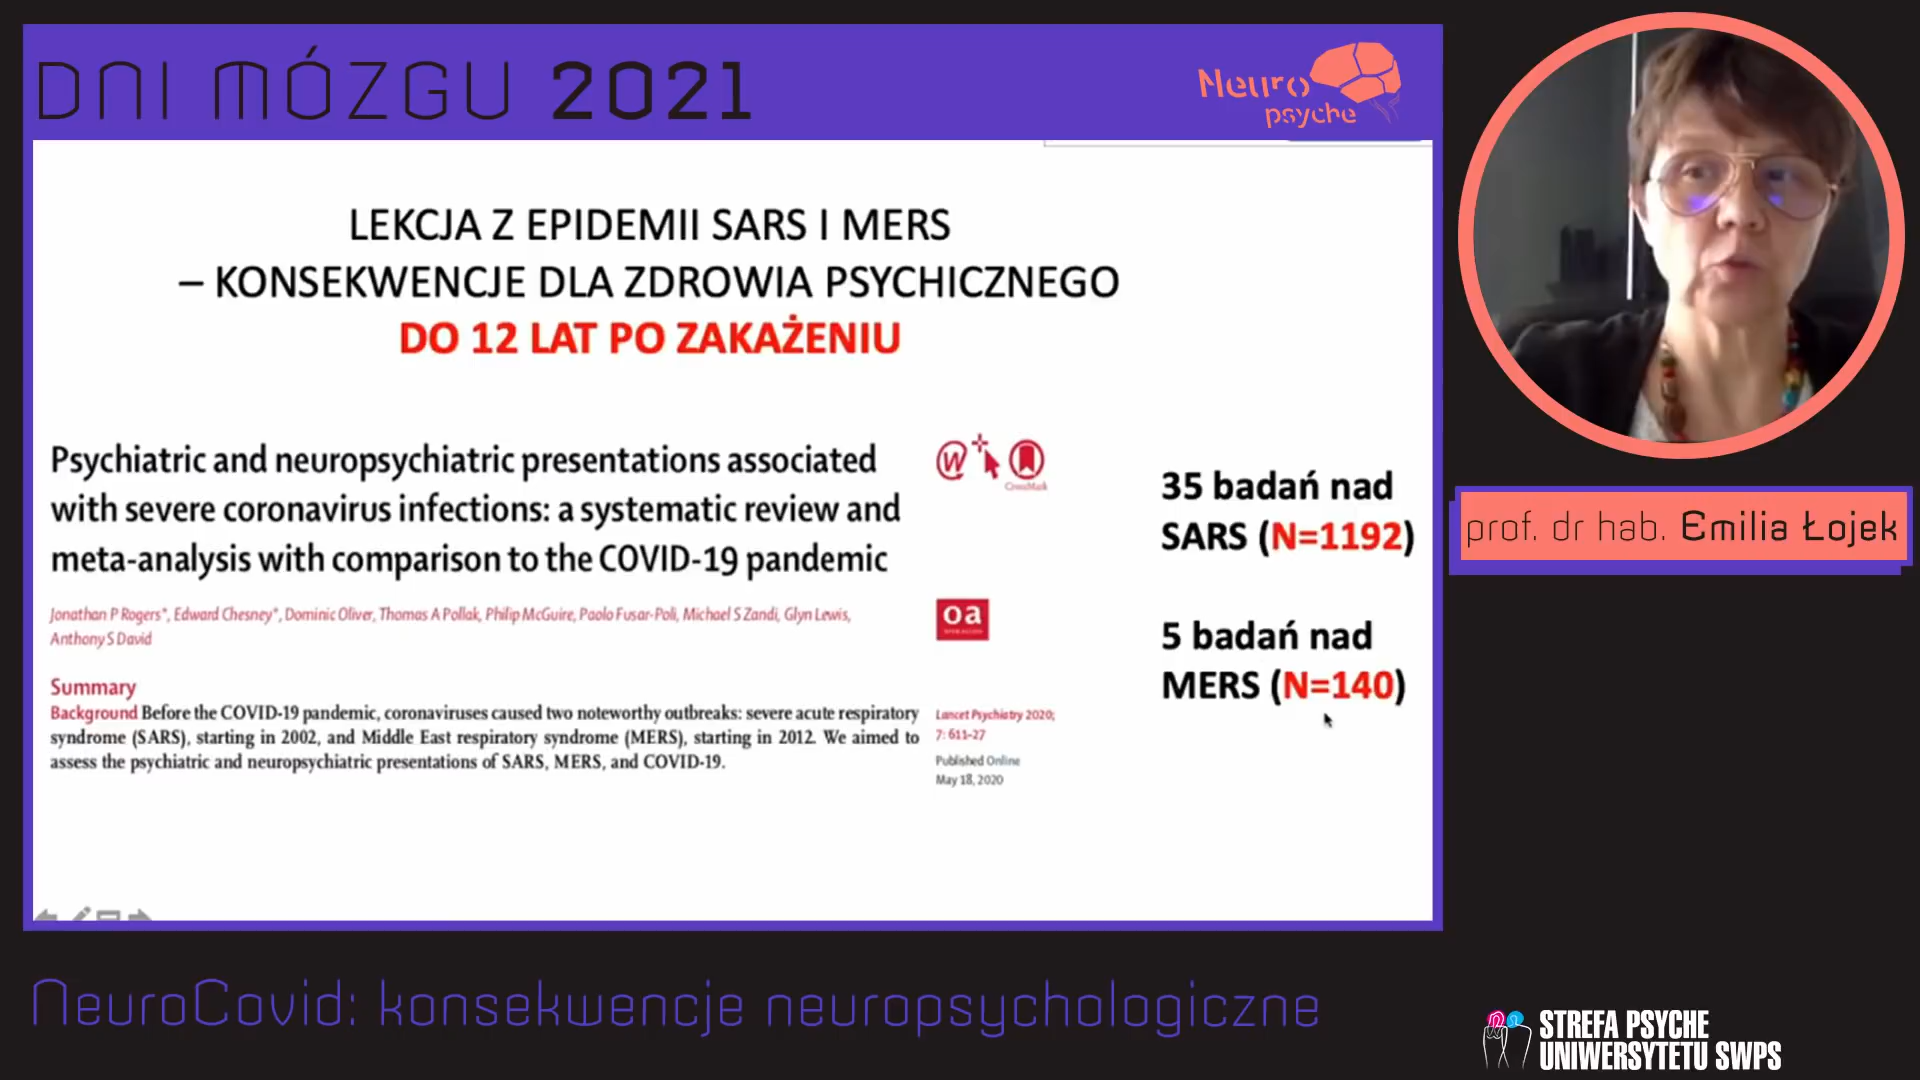 DNI MÓZGU 2021
Neuro
psyche
LEKCJA Z EPIDEMII SARS I MERS
– KONSEKWENCJE DLA ZDROWIA PSYCHICZNEGO
DO 12 LAT PO ZAKAŻENIU
Psychiatric and neuropsychiatric presentations associated
with severe coronavirus infections: a systematic review and
meta-analysis with comparison to the COVID-19 pandemic
CrossMark
Jonathan P Rogers*, Edward Chesney*, Dominic Oliver, Thomas A Pollak, Philip McGuire, Paolo Fusar-Poli, Michael S Zandi, Glyn Lewis,
Anthony S David
oa
Summary
Background Before the COVID-19 pandemic, coronaviruses caused two noteworthy outbreaks: severe acute respiratory
syndrome (SARS), starting in 2002, and Middle East respiratory syndrome (MERS), starting in 2012. We aimed to
assess the psychiatric and neuropsychiatric presentations of SARS, MERS, and COVID-19.
Lancet Psychiatry 2020;
7: 611–27
Published Online
May 18, 2020
35 badań nad
SARS (N=1192)
5 badań nad
MERS (N=140)
prof. dr hab. Emilia Łojek
NeuroCovid: konsekwencje neuropsychologiczne
STREFA PSYCHE
UNIWERSYTETU SWPS